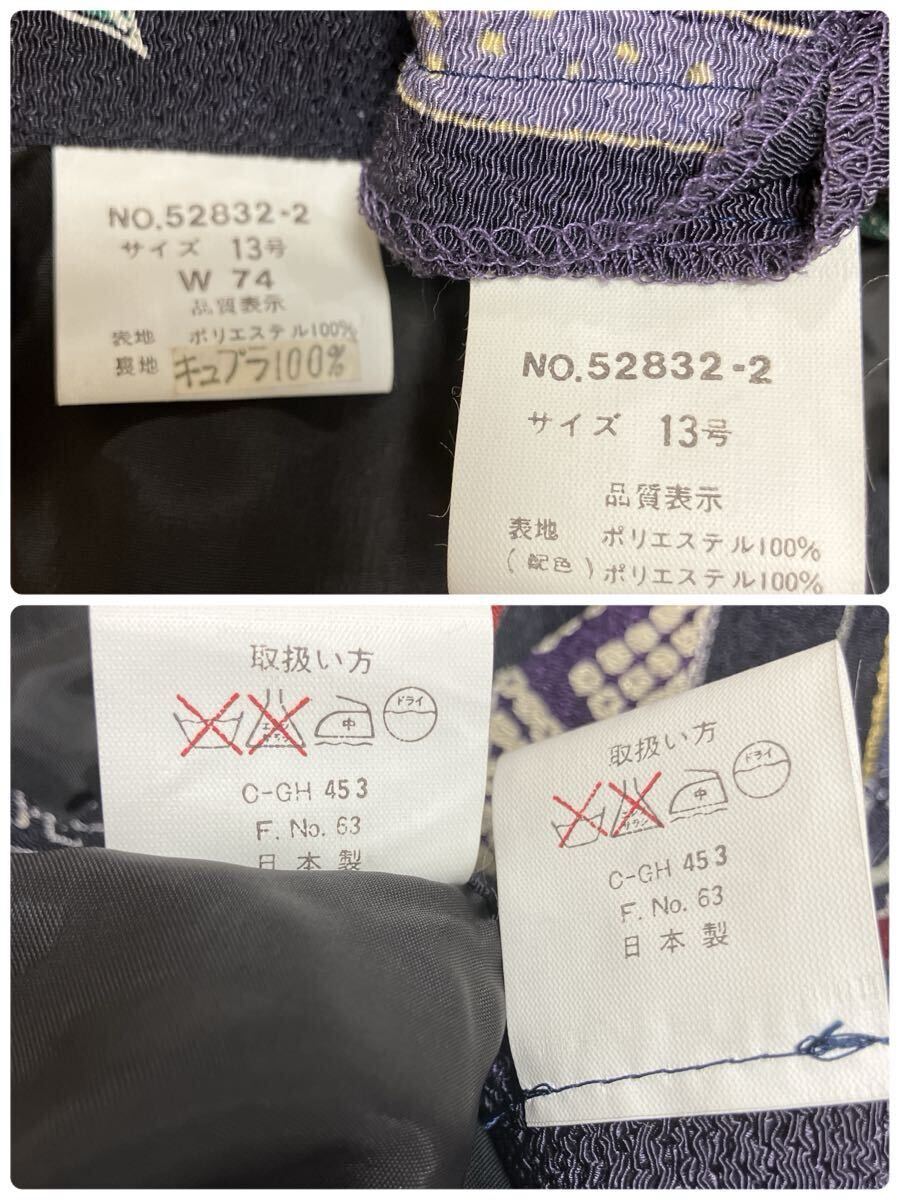 NO.52832-2
サイズ 13号
W 74
品質表示
表地 ポリエステル100%
裏地 キュプラ100%
NO.52832-2
サイズ 13号
品質表示
表地 ポリエステル100%
(配色) ポリエステル100%
取扱い方
中 ドライ
C-GH 453
F. No. 63
日本製
取扱い方
中 ドライ
C-GH 453
F. No. 63
日本製